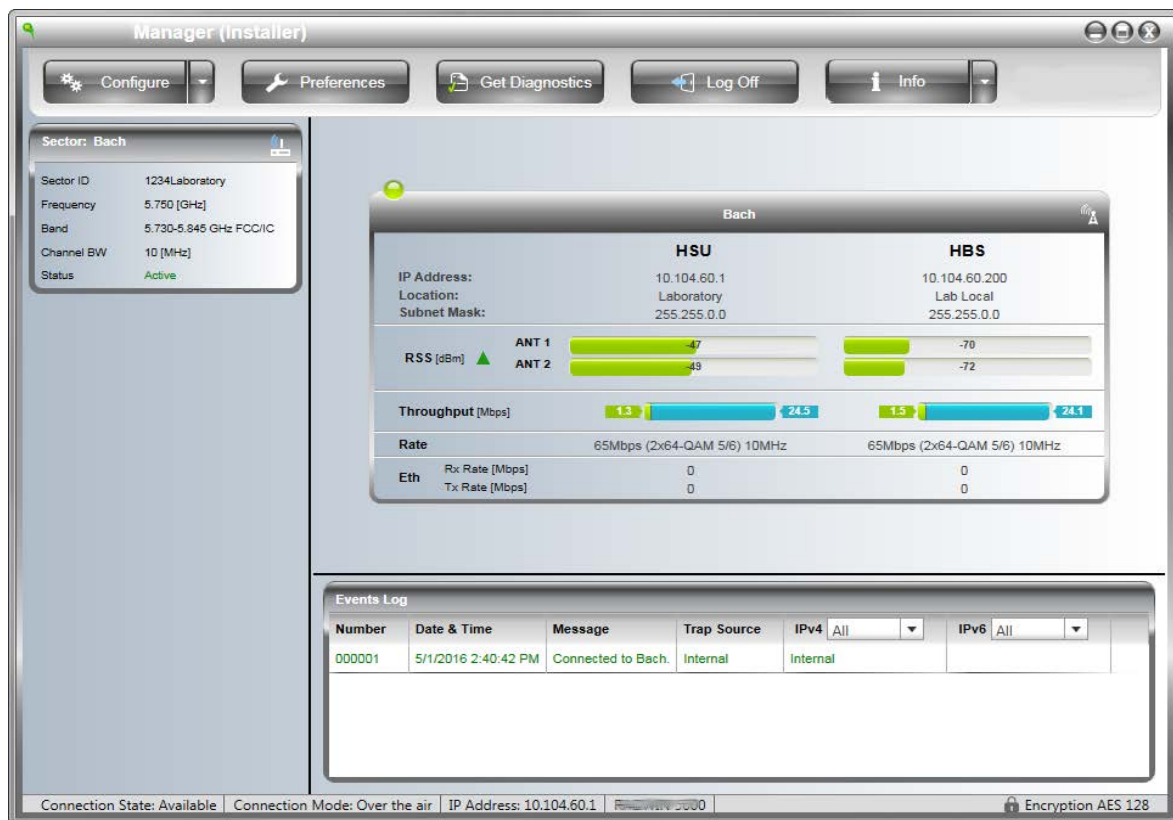 Manager (Installer)
Configure Preferences Get Diagnostics Log Off Info
Sector: Bach
Sector ID 1234Laboratory
Frequency 5.750 [GHz]
Band 5.730-5.845 GHz FCC/IC
Channel BW 10 [MHz]
Status Active
Bach
HSU HBS
IP Address: 10.104.60.1 10.104.60.200
Location: Laboratory Lab Local
Subnet Mask: 255.255.0.0 255.255.0.0
RSS [dBm]
ANT 1 -47 -70
ANT 2 -49 -72
Throughput [Mbps] 1.3 24.5 1.5 24.1
Rate 65Mbps (2x64-QAM 5/6) 10MHz 65Mbps (2x64-QAM 5/6) 10MHz
Eth
Rx Rate [Mbps] 0 0
Tx Rate [Mbps] 0 0
Events Log
Number Date & Time Message Trap Source IPv4 All IPv6 All
000001 5/1/2016 2:40:42 PM Connected to Bach. Internal Internal
Connection State: Available Connection Mode: Over the air IP Address: 10.104.60.1 Encryption AES 128